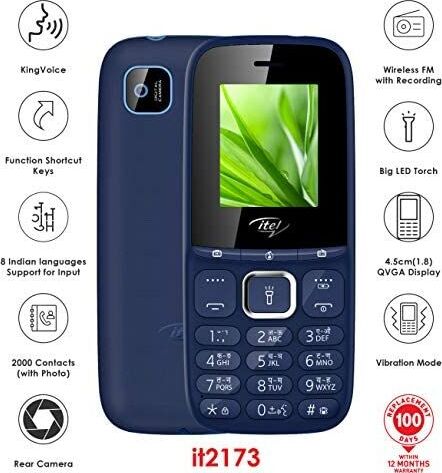 KingVoice
Function Shortcut
Keys
8 Indian languages
Support for Input
2000 Contacts
(with Photo)
Rear Camera
DIGITAL
CAMERA
itel
itel
1
2 अ-ऊ ABC
3 ए-औ DEF
4 क-ङ GHI
5 च-ञ JKL
6 ट-ण MNO
7 त-न PQRS
8 प-म TUV
9 य-ज्ञ WXYZ
*
0
#
Wireless FM
with Recording
Big LED Torch
4.5cm(1.8)
QVGA Display
Vibration Mode
REPLACEMENT
100
DAYS
WITHIN
12 MONTHS
WARRANTY
it2173